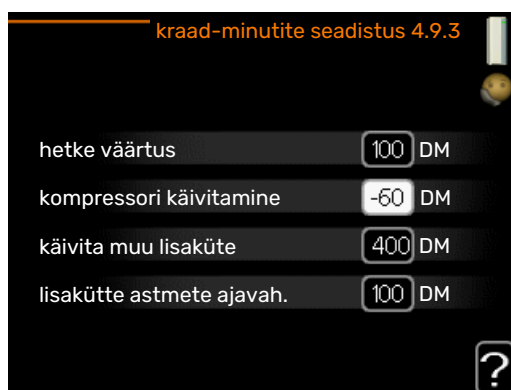 kraad-minutite seadistus 4.9.3
hetke väärtus 100 DM
kompressori käivitamine -60 DM
käivita muu lisaküte 400 DM
lisakütte astmete ajavah. 100 DM
?